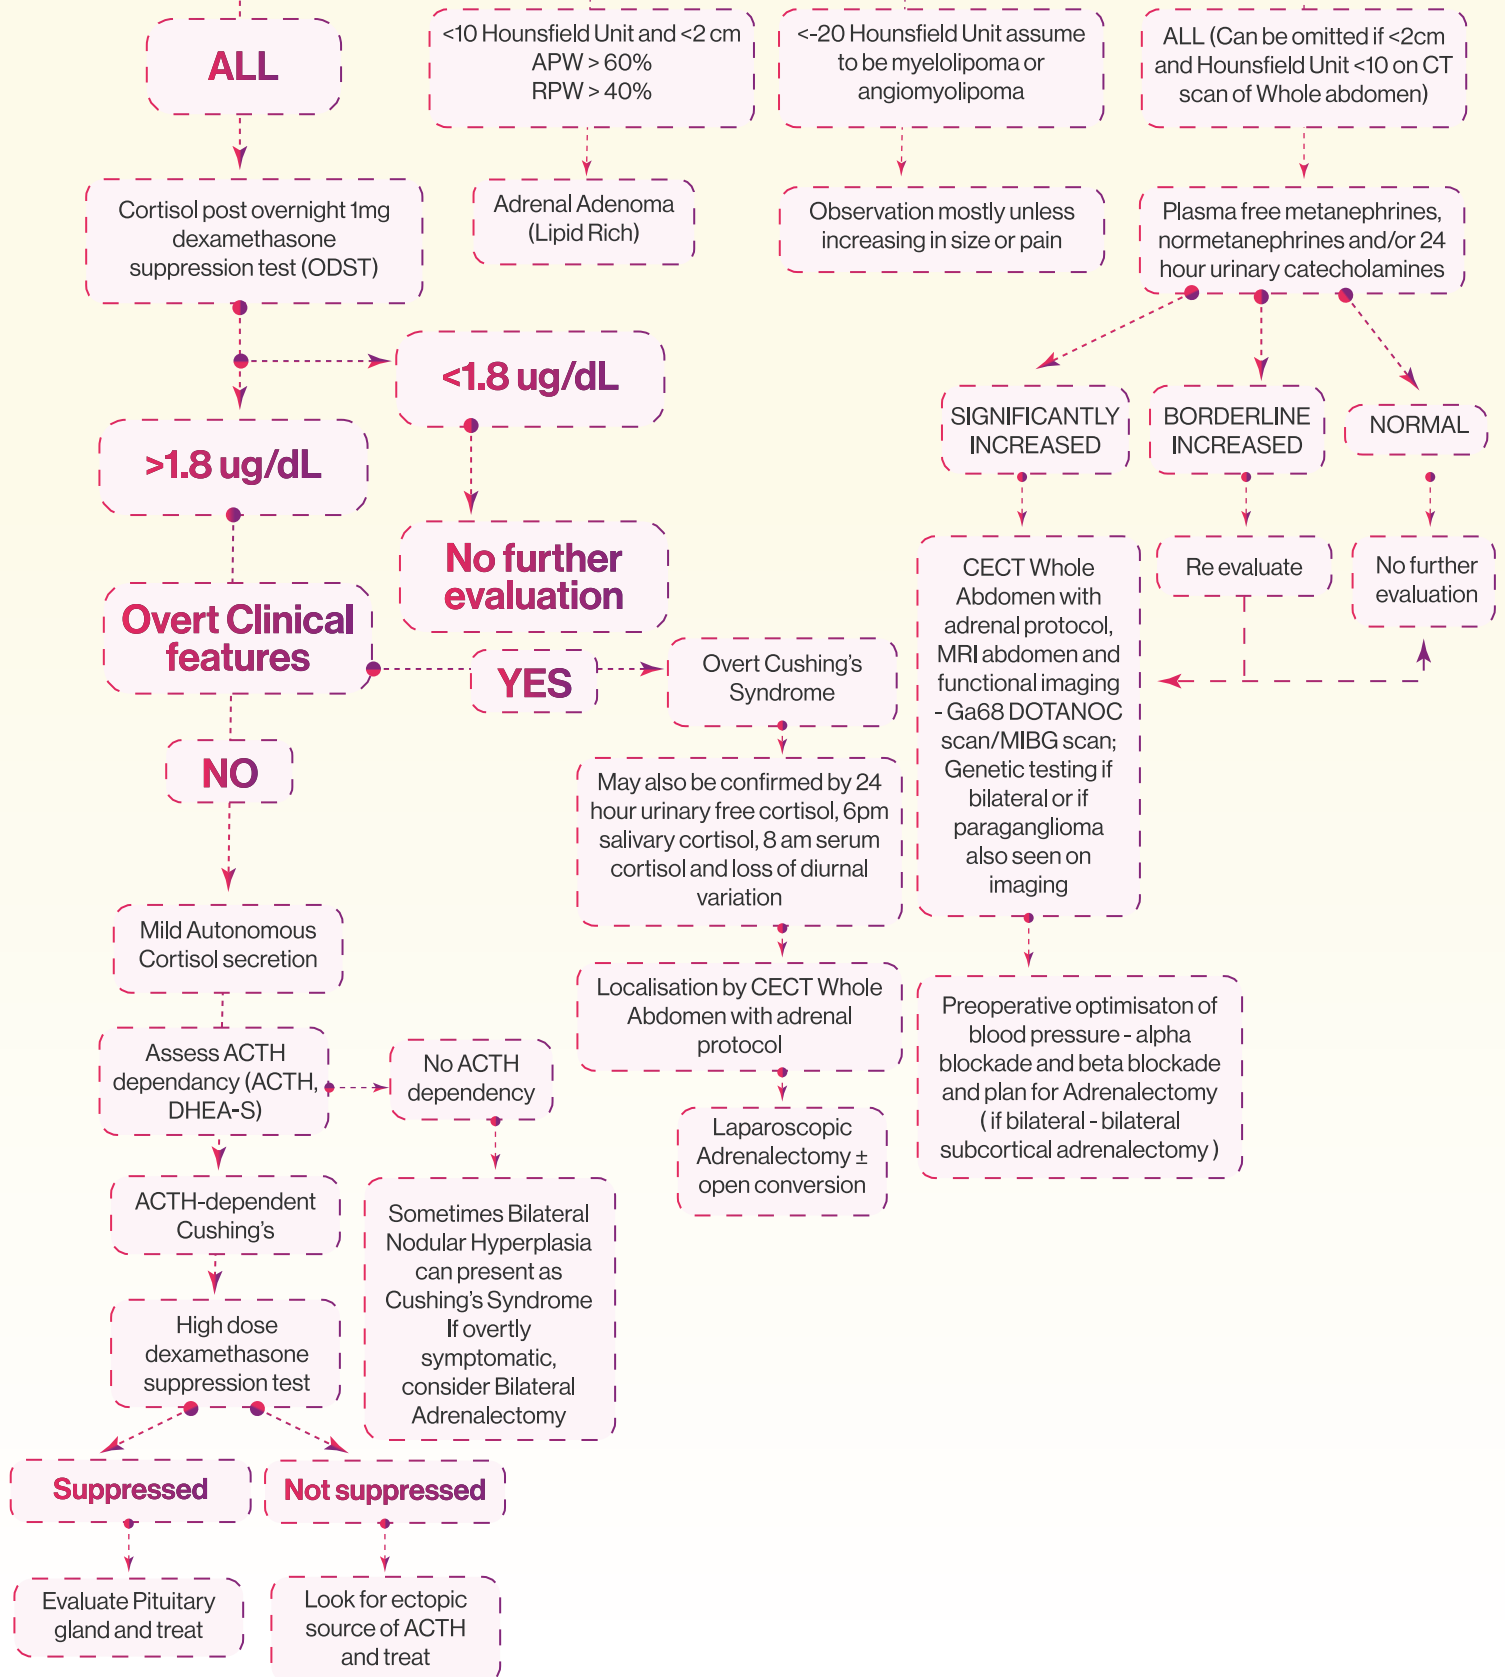 ALL
<10 Hounsfield Unit and <2 cm
APW > 60%
RPW > 40%
<-20 Hounsfield Unit assume
to be myelolipoma or
angiomyolipoma
ALL (Can be omitted if <2cm
and Hounsfield Unit <10 on CT
scan of Whole abdomen)
Cortisol post overnight 1mg
dexamethasone
suppression test (ODST)
Adrenal Adenoma
(Lipid Rich)
Observation mostly unless
increasing in size or pain
Plasma free metanephrines,
normetanephrines and/or 24
hour urinary catecholamines
<1.8 ug/dL
>1.8 ug/dL
No further
evaluation
SIGNIFICANTLY
INCREASED
BORDERLINE
INCREASED
NORMAL
CECT Whole
Abdomen with
adrenal protocol,
MRI abdomen and
functional imaging
- Ga68 DOTANOC
scan/MIBG scan;
Genetic testing if
bilateral or if
paraganglioma
also seen on
imaging
Re evaluate
No further
evaluation
Overt Clinical
features
YES
Overt Cushing's
Syndrome
NO
May also be confirmed by 24
hour urinary free cortisol, 6pm
salivary cortisol, 8 am serum
cortisol and loss of diurnal
variation
Mild Autonomous
Cortisol secretion
Localisation by CECT Whole
Abdomen with adrenal
protocol
Preoperative optimisaton of
blood pressure - alpha
blockade and beta blockade
and plan for Adrenalectomy
( if bilateral - bilateral
subcortical adrenalectomy )
Assess ACTH
dependancy (ACTH,
DHEA-S)
No ACTH
dependency
Laparoscopic
Adrenalectomy ±
open conversion
ACTH-dependent
Cushing's
Sometimes Bilateral
Nodular Hyperplasia
can present as
Cushing's Syndrome
If overtly
symptomatic,
consider Bilateral
Adrenalectomy
High dose
dexamethasone
suppression test
Suppressed
Not suppressed
Evaluate Pituitary
gland and treat
Look for ectopic
source of ACTH
and treat